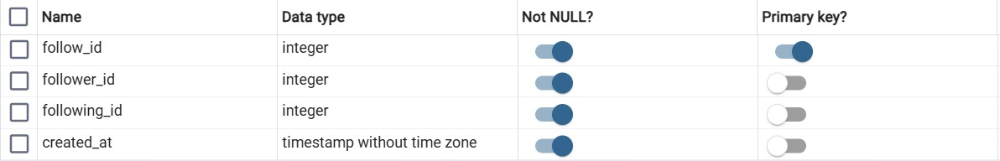 Name Data type Not NULL? Primary key?
follow_id integer
follower_id integer
following_id integer
created_at timestamp without time zone